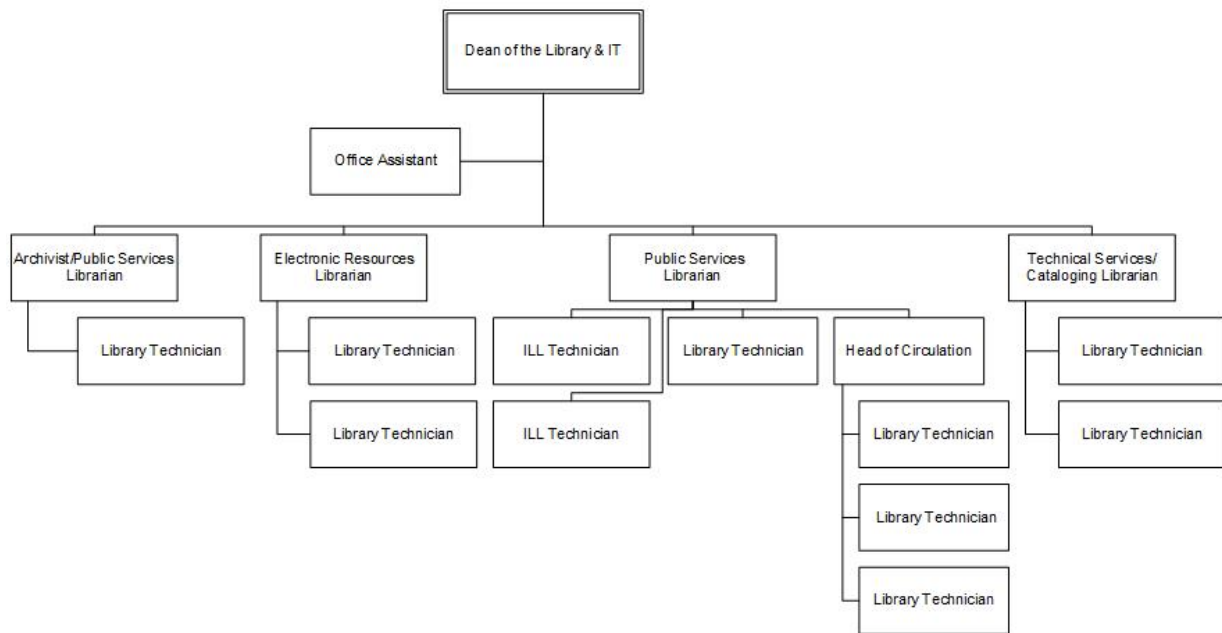 Dean of the Library & IT
Office Assistant
Archivist/Public Services
Librarian
Electronic Resources
Librarian
Public Services
Librarian
Technical Services/
Cataloging Librarian
Library Technician
Library Technician
ILL Technician
Library Technician
Head of Circulation
Library Technician
Library Technician
ILL Technician
Library Technician
Library Technician
Library Technician
Library Technician